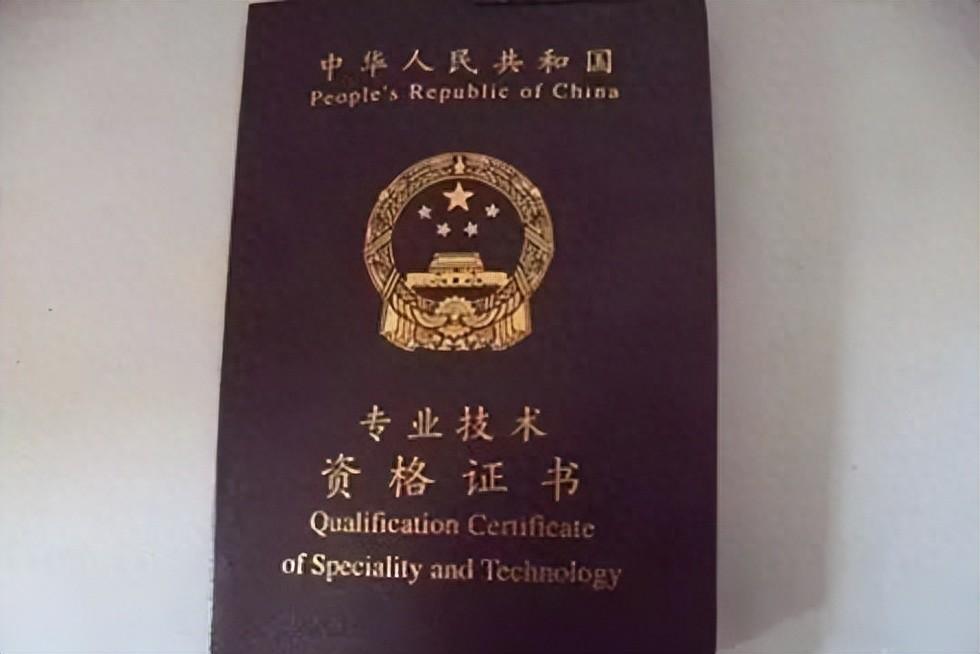 中华人民共和国
People's Republic of China
专业技术
资格证书
Qualification Certificate
of Speciality and Technology